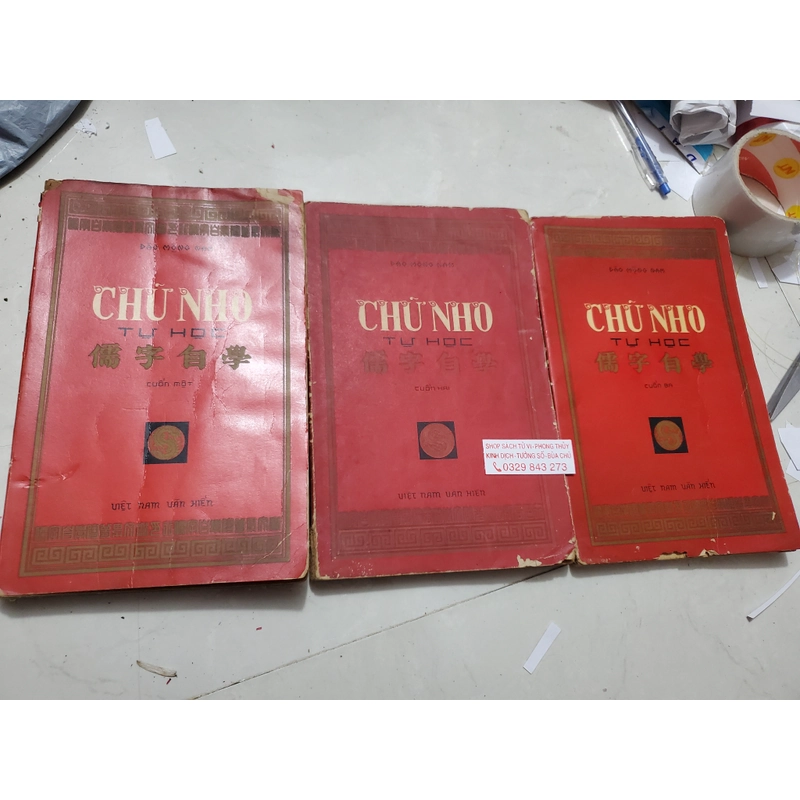 ĐÀO MỘNG NAM
CHỮ NHO
TỰ HỌC
儒字自學
CUỐN MỘT
ĐÀO MỘNG NAM
CHỮ NHO
TỰ HỌC
儒字自學
CUỐN HAI
VIỆT NAM VĂN HIẾN
ĐÀO MỘNG NAM
CHỮ NHO
TỰ HỌC
儒字自學
CUỐN BA
VIỆT NAM VĂN HIẾN
VIỆT NAM VĂN HIẾN
SHOP SÁCH TỬ VI-PHONG THỦY
KINH DỊCH -TƯỚNG SỐ -BÙA CHÚ
0329 843 273